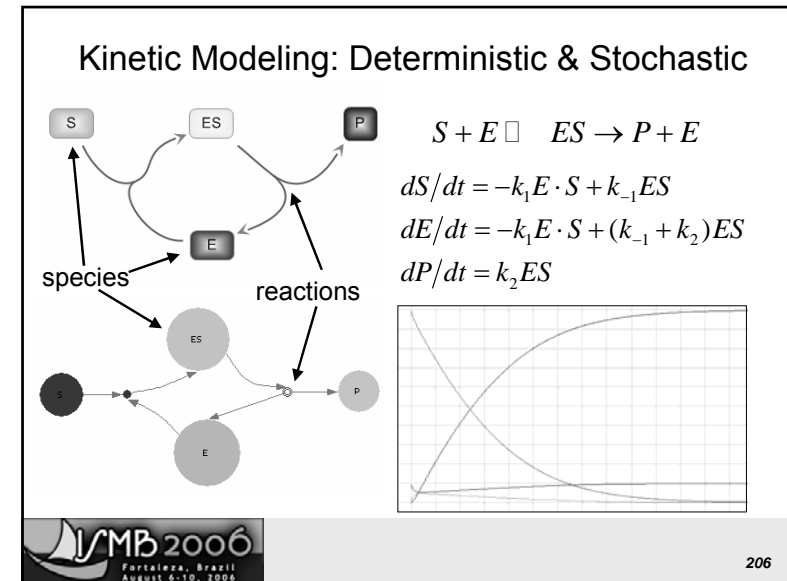 Kinetic Modeling: Deterministic & Stochastic
S
ES
P
E
species
reactions
ES
S
P
E
S + E □ ES → P + E
dS/dt = −k₁E · S + k₋₁ES
dE/dt = −k₁E · S + (k₋₁ + k₂)ES
dP/dt = k₂ES
ISMB 2006
Fortaleza, Brazil
August 6-10, 2006
206